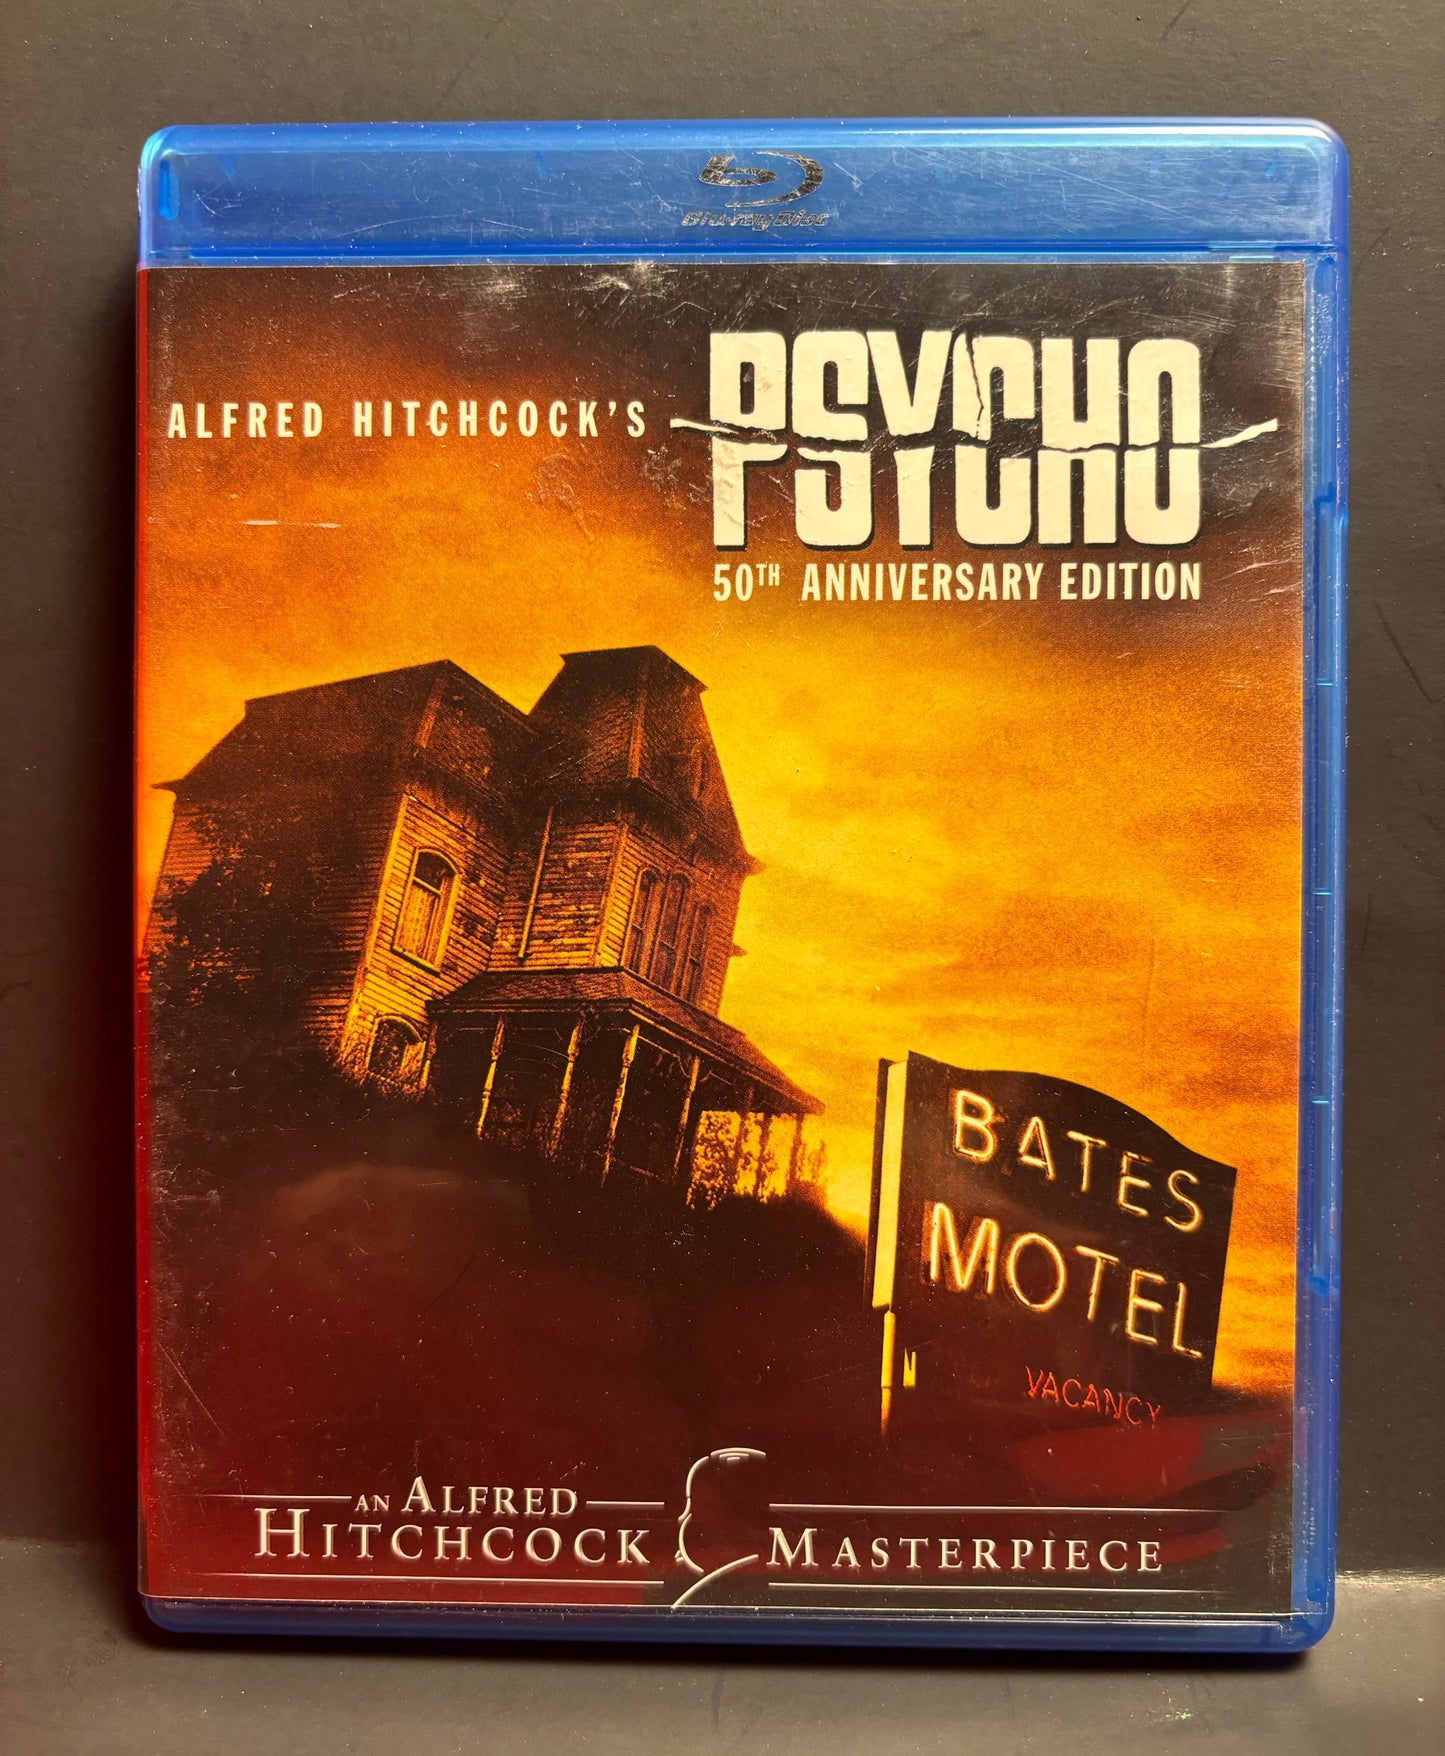 Blu-ray Disc
ALFRED HITCHCOCK'S
PSYCHO
50TH ANNIVERSARY EDITION
BATES
MOTEL
VACANCY
AN ALFRED
HITCHCOCK
MASTERPIECE